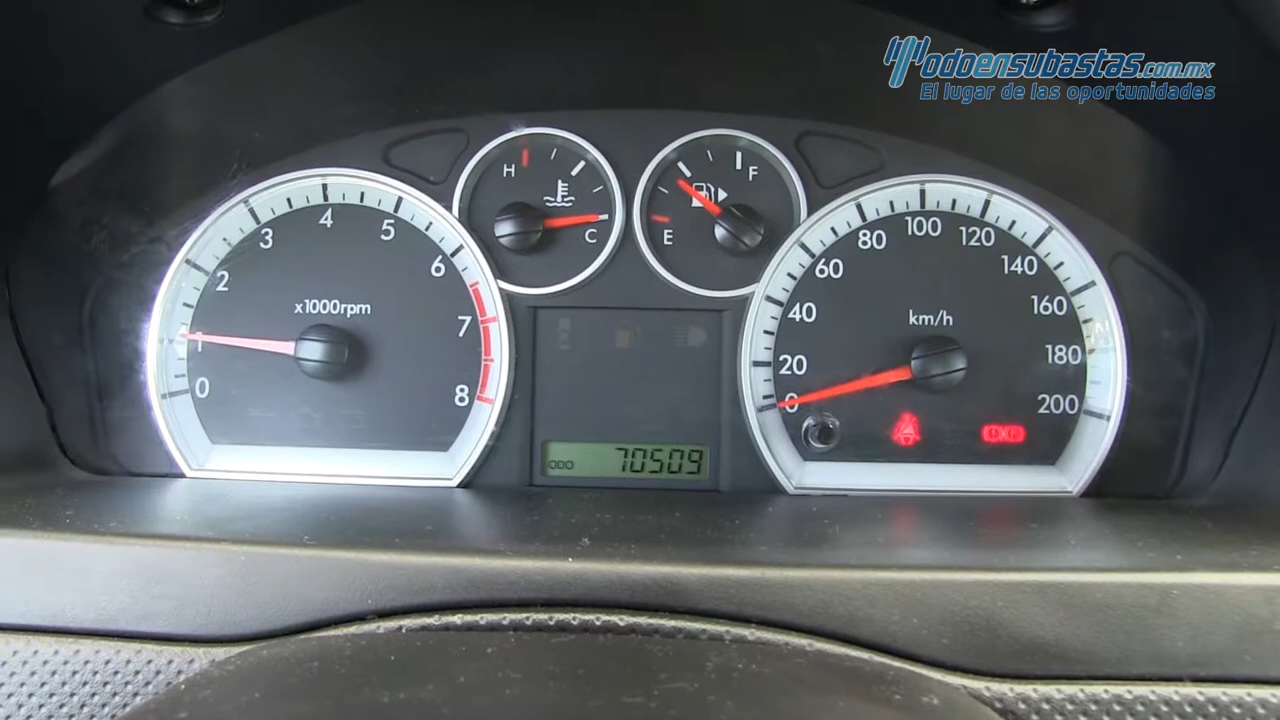 Todoensubastas.com.mx
El lugar de las oportunidades
H
C
F
E
0
1
2
3
4
5
6
7
8
x1000rpm
0
20
40
60
80
100
120
140
160
180
200
km/h
ODO 70509